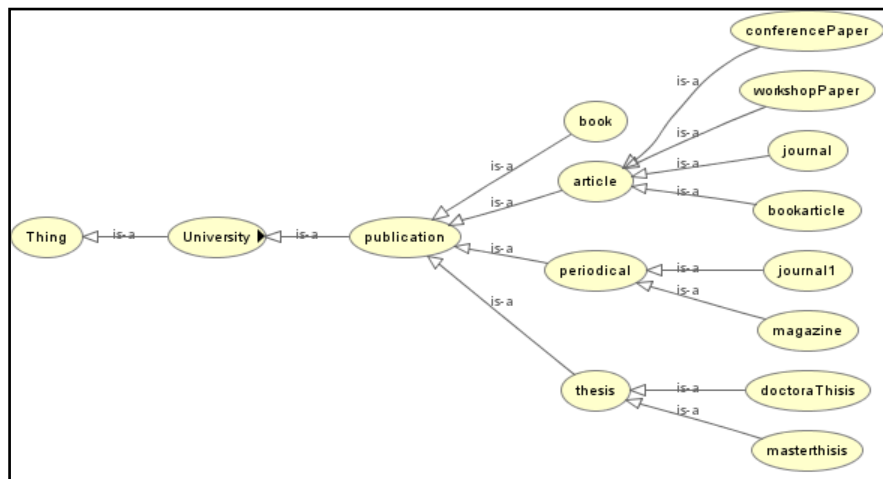 conferencePaper
is-a
workshopPaper
book
is-a
journal
is-a
is-a
article
is-a
is-a
bookarticle
Thing
is-a
University
is-a
publication
is-a
periodical
is-a
journal1
is-a
magazine
is-a
thesis
is-a
doctoraThisis
is-a
masterthisis